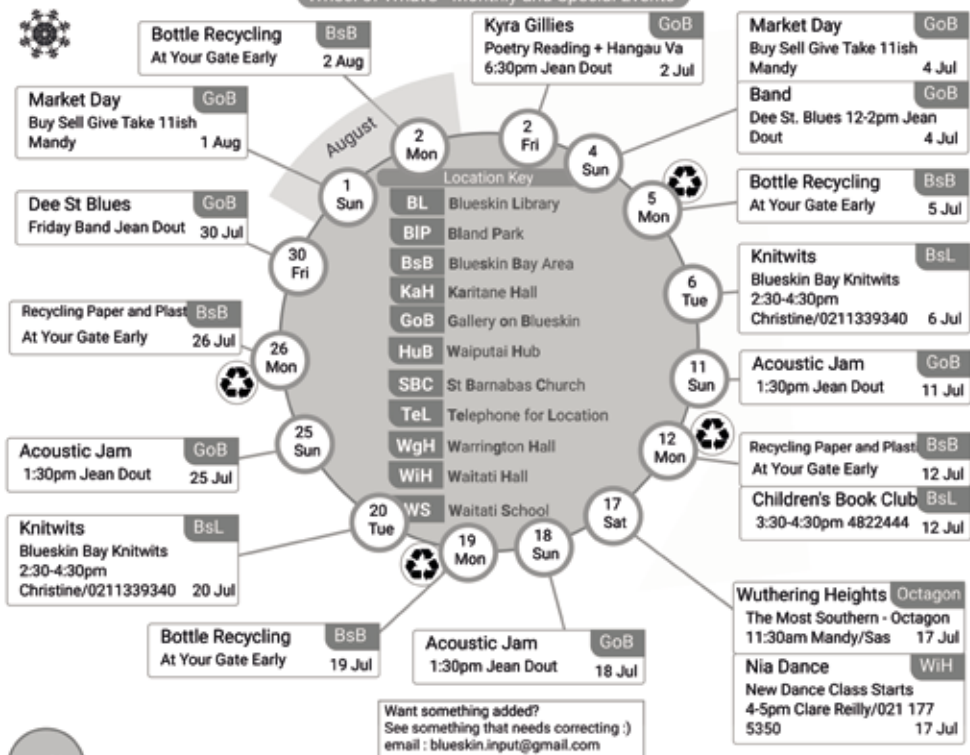 Wheel of What's - Monthly and Special Events
Kyra Gillies GoB
Poetry Reading + Hangau Va
6:30pm Jean Dout 2 Jul
Market Day GoB
Buy Sell Give Take 11ish
Mandy 4 Jul
Band GoB
Dee St. Blues 12-2pm Jean
Dout 4 Jul
Bottle Recycling BsB
At Your Gate Early 5 Jul
Knitwits BsL
Blueskin Bay Knitwits
2:30-4:30pm
Christine/0211339340 6 Jul
Acoustic Jam GoB
1:30pm Jean Dout 11 Jul
Recycling Paper and Plast BsB
At Your Gate Early 12 Jul
Children's Book Club BsL
3:30-4:30pm 4822444 12 Jul
Wuthering Heights Octagon
The Most Southern - Octagon
11:30am Mandy/Sas 17 Jul
Nia Dance WiH
New Dance Class Starts
4-5pm Clare Reilly/021 177
5350 17 Jul
Acoustic Jam GoB
1:30pm Jean Dout 18 Jul
Bottle Recycling BsB
At Your Gate Early 19 Jul
Knitwits BsL
Blueskin Bay Knitwits
2:30-4:30pm
Christine/0211339340 20 Jul
Acoustic Jam GoB
1:30pm Jean Dout 25 Jul
Recycling Paper and Plast BsB
At Your Gate Early 26 Jul
Dee St Blues GoB
Friday Band Jean Dout 30 Jul
Market Day GoB
Buy Sell Give Take 11ish
Mandy 1 Aug
Bottle Recycling BsB
At Your Gate Early 2 Aug
August
2
Fri
4
Sun
5
Mon
6
Tue
11
Sun
12
Mon
17
Sat
18
Sun
19
Mon
20
Tue
25
Sun
26
Mon
30
Fri
1
Sun
2
Mon
Location Key
BL Blueskin Library
BlP Bland Park
BsB Blueskin Bay Area
KaH Karitane Hall
GoB Gallery on Blueskin
HuB Waiputai Hub
SBC St Barnabas Church
TeL Telephone for Location
WgH Warrington Hall
WiH Waitati Hall
WS Waitati School
Want something added?
See something that needs correcting :)
email : blueskin.input@gmail.com